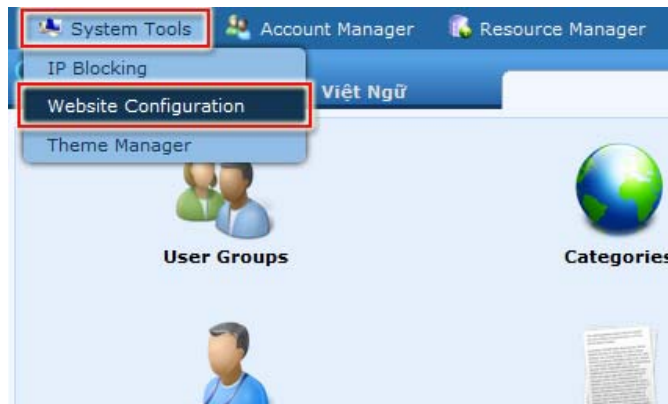 System Tools Account Manager Resource Manager
IP Blocking
Website Configuration
Việt Ngữ
Theme Manager
User Groups
Categories